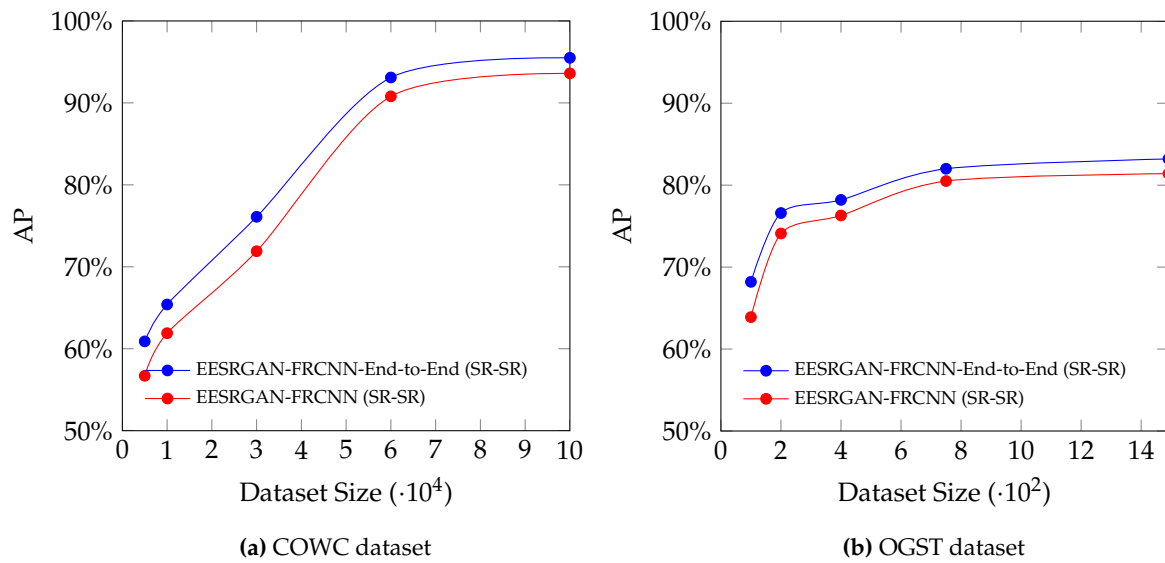 100%
90%
80%
70%
60%
50%
AP
0 1 2 3 4 5 6 7 8 9 10
Dataset Size (·10⁴)
EESRGAN-FRCNN-End-to-End (SR-SR)
EESRGAN-FRCNN (SR-SR)
(a) COWC dataset
100%
90%
80%
70%
60%
50%
AP
0 2 4 6 8 10 12 14
Dataset Size (·10²)
EESRGAN-FRCNN-End-to-End (SR-SR)
EESRGAN-FRCNN (SR-SR)
(b) OGST dataset